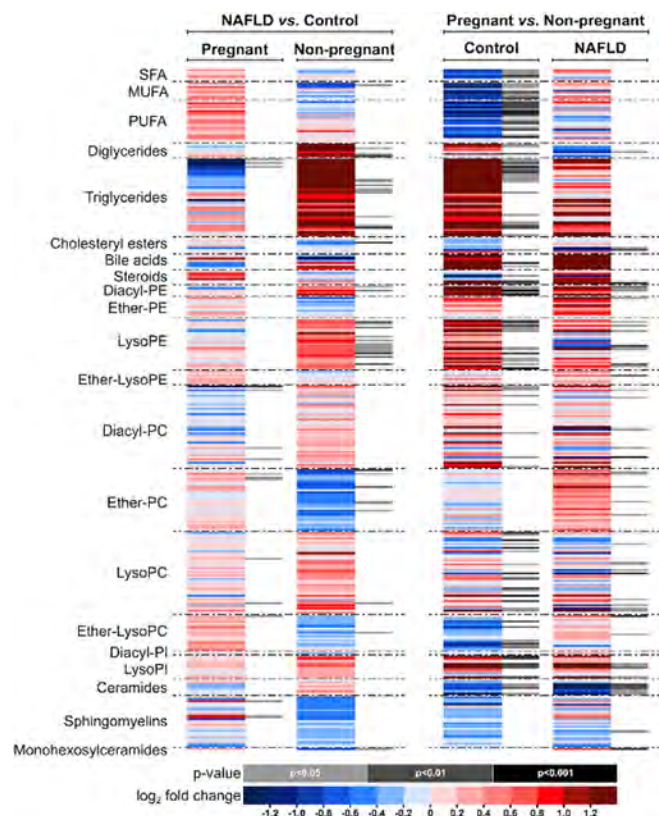 NAFLD vs. Control
Pregnant vs. Non-pregnant
Pregnant
Non-pregnant
Control
NAFLD
SFA
MUFA
PUFA
Diglycerides
Triglycerides
Cholesteryl esters
Bile acids
Steroids
Diacyl-PE
Ether-PE
LysoPE
Ether-LysoPE
Diacyl-PC
Ether-PC
LysoPC
Ether-LysoPC
Diacyl-PI
LysoPI
Ceramides
Sphingomyelins
Monohexosylceramides
p-value
p<0.05
p<0.01
p<0.001
log₂ fold change
-1.2 -1.0 -0.8 -0.6 -0.4 -0.2 0 0.2 0.4 0.6 0.8 1.0 1.2